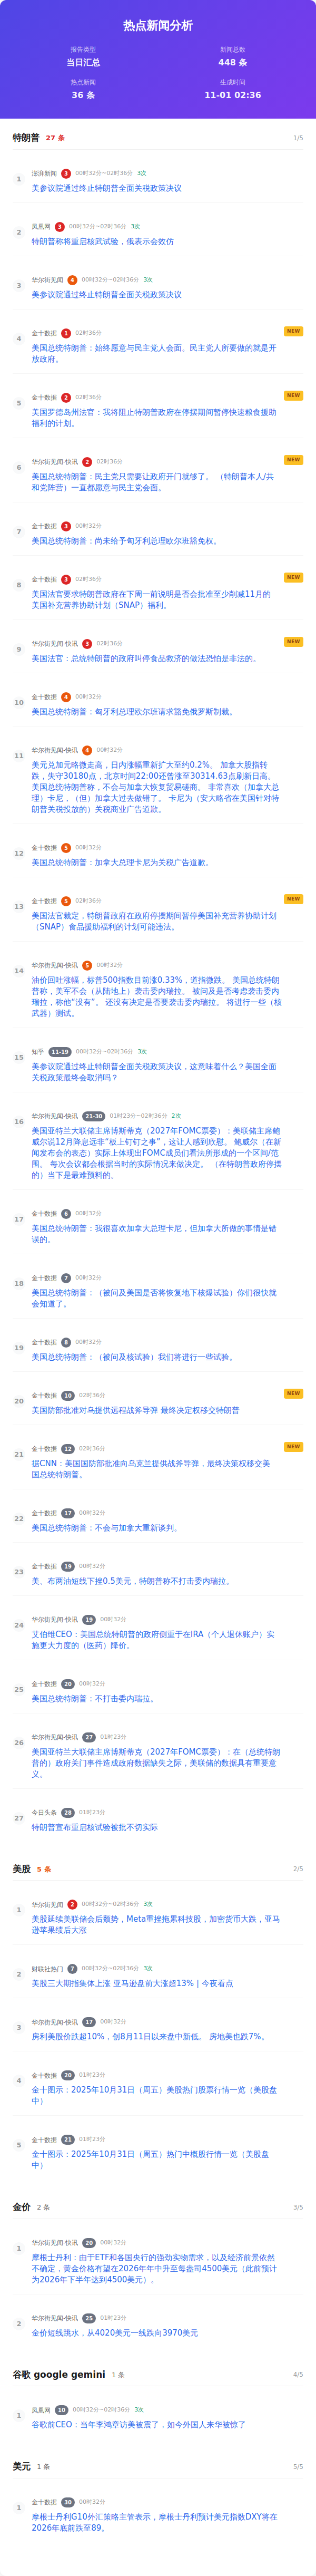 热点新闻分析
报告类型
新闻总数
当日汇总
448 条
热点新闻
生成时间
36 条
11-01 02:36
特朗普 27 条
1/5
1
澎湃新闻 3 00时32分~02时36分 3次
美参议院通过终止特朗普全面关税政策决议
2
凤凰网 3 00时32分~02时36分 3次
特朗普称将重启核武试验，俄表示会效仿
3
华尔街见闻 4 00时32分~02时36分 3次
美参议院通过终止特朗普全面关税政策决议
4
金十数据 1 02时36分
NEW
美国总统特朗普：始终愿意与民主党人会面。民主党人所要做的就是开
放政府。
5
金十数据 2 02时36分
NEW
美国罗德岛州法官：我将阻止特朗普政府在停摆期间暂停快速粮食援助
福利的计划。
6
华尔街见闻-快讯 2 02时36分
NEW
美国总统特朗普：民主党只需要让政府开门就够了。 （特朗普本人/共
和党阵营）一直都愿意与民主党会面。
7
金十数据 3 00时32分
美国总统特朗普：尚未给予匈牙利总理欧尔班豁免权。
8
金十数据 3 02时36分
NEW
美国法官要求特朗普政府在下周一前说明是否会批准至少削减11月的
美国补充营养协助计划（SNAP）福利。
9
华尔街见闻-快讯 3 02时36分
NEW
美国法官：总统特朗普的政府叫停食品救济的做法恐怕是非法的。
10
金十数据 4 00时32分
美国总统特朗普：匈牙利总理欧尔班请求豁免俄罗斯制裁。
11
华尔街见闻-快讯 4 00时32分
美元兑加元略微走高，日内涨幅重新扩大至约0.2%。 加拿大股指转
跌，失守30180点，北京时间22:00还曾涨至30314.63点刷新日高。
美国总统特朗普称，不会与加拿大恢复贸易磋商。 非常喜欢（加拿大总
理）卡尼，（但）加拿大过去做错了。 卡尼为（安大略省在美国针对特
朗普关税投放的）关税商业广告道歉。
12
金十数据 5 00时32分
美国总统特朗普：加拿大总理卡尼为关税广告道歉。
13
金十数据 5 02时36分
NEW
美国法官裁定，特朗普政府在政府停摆期间暂停美国补充营养协助计划
（SNAP）食品援助福利的计划可能违法。
14
华尔街见闻-快讯 5 00时32分
油价回吐涨幅，标普500指数目前涨0.33%，道指微跌。 美国总统特朗
普称，美军不会（从陆地上）袭击委内瑞拉。 被问及是否考虑袭击委内
瑞拉，称他“没有”。 还没有决定是否要袭击委内瑞拉。 将进行一些（核
武器）测试。
15
知乎 11-19 00时32分~02时36分 3次
美参议院通过终止特朗普全面关税政策决议，这意味着什么？美国全面
关税政策最终会取消吗？
16
华尔街见闻-快讯 21-30 01时23分~02时36分 2次
美国亚特兰大联储主席博斯蒂克（2027年FOMC票委）：美联储主席鲍
威尔说12月降息远非“板上钉钉之事”，这让人感到欣慰。 鲍威尔（在新
闻发布会的表态）实际上体现出FOMC成员们看法所形成的一个区间/范
围。 每次会议都会根据当时的实际情况来做决定。 （在特朗普政府停摆
的）当下是最难预料的。
17
金十数据 6 00时32分
美国总统特朗普：我很喜欢加拿大总理卡尼，但加拿大所做的事情是错
误的。
18
金十数据 7 00时32分
美国总统特朗普：（被问及美国是否将恢复地下核爆试验）你们很快就
会知道了。
19
金十数据 8 00时32分
美国总统特朗普：（被问及核试验）我们将进行一些试验。
20
金十数据 10 02时36分
NEW
美国防部批准对乌提供远程战斧导弹 最终决定权移交特朗普
21
金十数据 12 02时36分
NEW
据CNN：美国国防部批准向乌克兰提供战斧导弹，最终决策权移交美
国总统特朗普。
22
金十数据 17 00时32分
美国总统特朗普：不会与加拿大重新谈判。
23
金十数据 19 00时32分
美、布两油短线下挫0.5美元，特朗普称不打击委内瑞拉。
24
华尔街见闻-快讯 19 00时32分
艾伯维CEO：美国总统特朗普的政府侧重于在IRA（个人退休账户）实
施更大力度的（医药）降价。
25
金十数据 20 00时32分
美国总统特朗普：不打击委内瑞拉。
26
华尔街见闻-快讯 27 01时23分
美国亚特兰大联储主席博斯蒂克（2027年FOMC票委）：在（总统特朗
普的）政府关门事件造成政府数据缺失之际，美联储的数据具有重要意
义。
27
今日头条 28 01时23分
特朗普宣布重启核试验被批不切实际
美股 5 条
2/5
1
华尔街见闻 2 00时32分~02时36分 3次
美股延续美联储会后颓势，Meta重挫拖累科技股，加密货币大跌，亚马
逊苹果绩后大涨
2
财联社热门 7 00时32分~02时36分 3次
美股三大期指集体上涨 亚马逊盘前大涨超13% | 今夜看点
3
华尔街见闻-快讯 17 00时32分
房利美股价跌超10%，创8月11日以来盘中新低。 房地美也跌7%。
4
金十数据 20 01时23分
金十图示：2025年10月31日（周五）美股热门股票行情一览（美股盘
中）
5
金十数据 21 01时23分
金十图示：2025年10月31日（周五）热门中概股行情一览（美股盘
中）
金价 2 条
3/5
1
华尔街见闻-快讯 20 00时32分
摩根士丹利：由于ETF和各国央行的强劲实物需求，以及经济前景依然
不确定，黄金价格有望在2026年年中升至每盎司4500美元（此前预计
为2026年下半年达到4500美元）。
2
华尔街见闻-快讯 25 01时23分
金价短线跳水，从4020美元一线跌向3970美元
谷歌 google gemini 1 条
4/5
1
凤凰网 10 00时32分~02时36分 3次
谷歌前CEO：当年李鸿章访美被震了，如今外国人来华被惊了
美元 1 条
5/5
1
金十数据 30 00时32分
摩根士丹利G10外汇策略主管表示，摩根士丹利预计美元指数DXY将在
2026年底前跌至89。